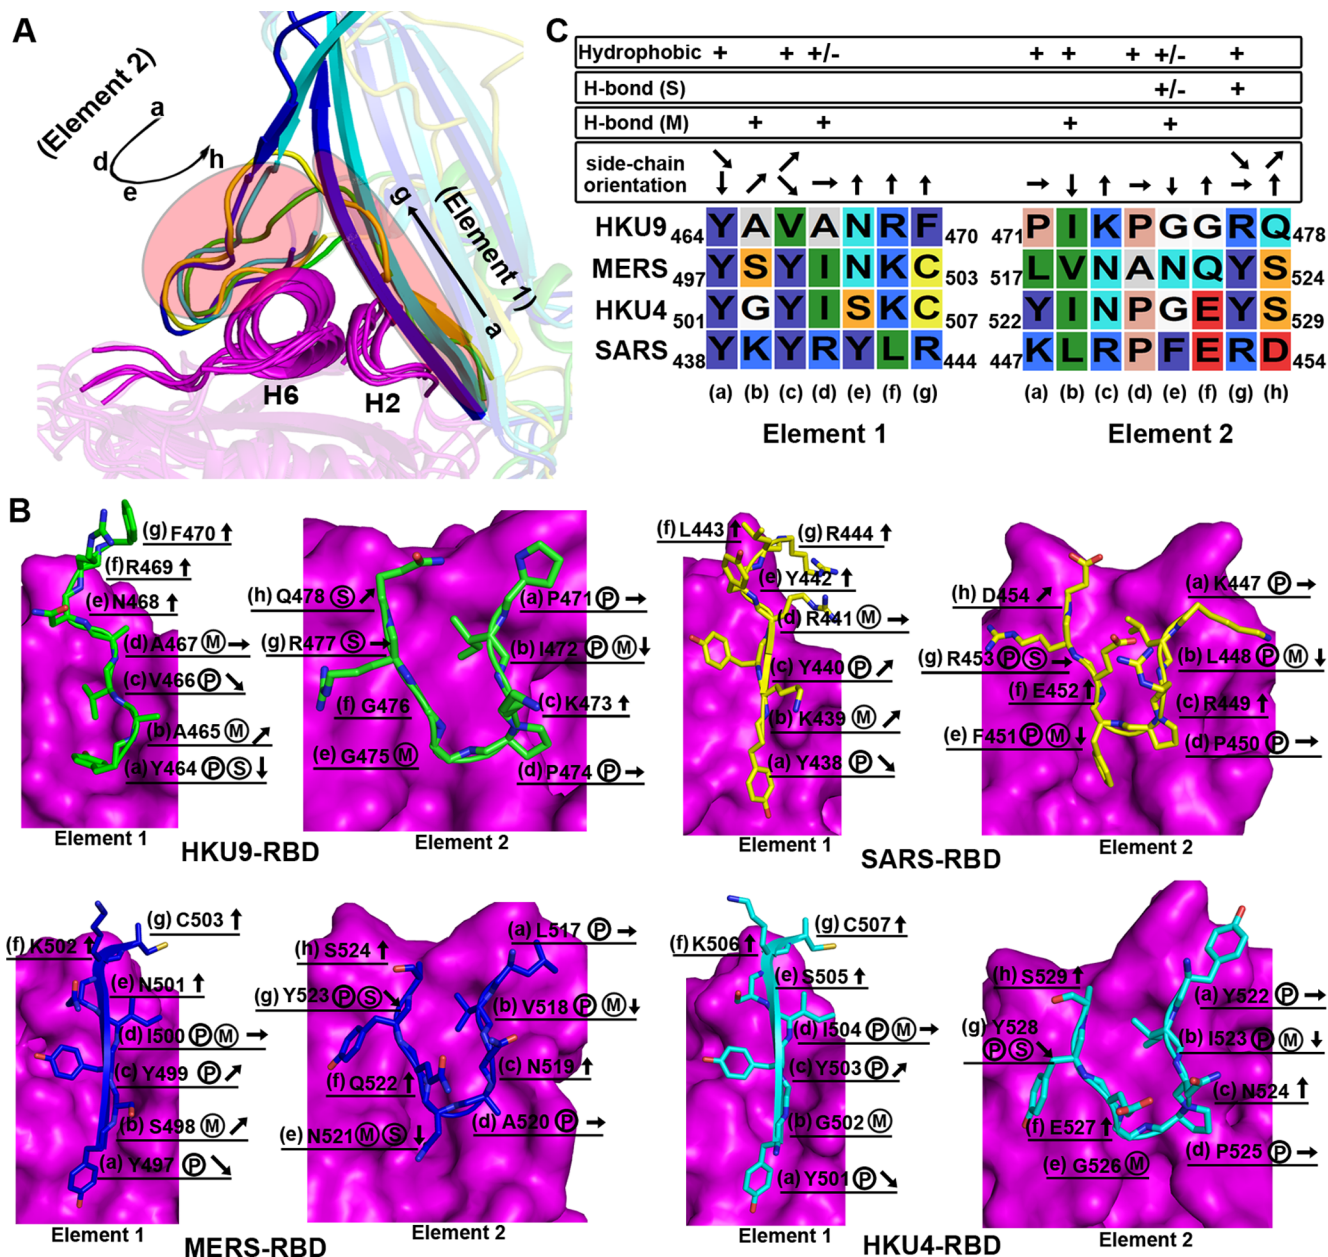 A
(Element 2)
a
d
e
h
g
(Element 1)
a
H6
H2
C
Hydrophobic + + +/- + + + +/- +
H-bond (S) +/- +
H-bond (M) + + + +
side-chain orientation ↘ ↓ ↗ ↗ ↘ → ↑ ↑ ↑ → ↓ ↑ → ↓ ↑ ↘ → ↗ ↑
HKU9 464 Y A V A N R F 470 471 P I K P G G R Q 478
MERS 497 Y S Y I N K C 503 517 L V N A N Q Y S 524
HKU4 501 Y G Y I S K C 507 522 Y I N P G E Y S 529
SARS 438 Y K Y R Y L R 444 447 K L R P F E R D 454
(a) (b) (c) (d) (e) (f) (g) (a) (b) (c) (d) (e) (f) (g) (h)
Element 1 Element 2
B
(g) F470 ↑
(f) R469 ↑
(e) N468 ↑
(d) A467 Ⓜ →
(c) V466 Ⓟ ↘
(b) A465 Ⓜ ↗
(a) Y464 Ⓟ Ⓢ ↓
Element 1
(h) Q478 Ⓢ ↗
(g) R477 Ⓢ →
(f) G476
(e) G475 Ⓜ
(a) P471 Ⓟ →
(b) I472 Ⓟ Ⓜ ↓
(c) K473 ↑
(d) P474 Ⓟ →
Element 2
HKU9-RBD
(f) L443 ↑
(g) R444 ↑
(e) Y442 ↑
(d) R441 Ⓜ →
(c) Y440 Ⓟ ↗
(b) K439 Ⓜ ↗
(a) Y438 Ⓟ ↘
Element 1
(h) D454 ↗
(g) R453 Ⓟ Ⓢ →
(f) E452 ↑
(e) F451 Ⓟ Ⓜ ↓
(a) K447 Ⓟ →
(b) L448 Ⓟ Ⓜ ↓
(c) R449 ↑
(d) P450 Ⓟ →
Element 2
SARS-RBD
(g) C503 ↑
(f) K502 ↑
(e) N501 ↑
(d) I500 Ⓟ Ⓜ →
(c) Y499 Ⓟ ↗
(b) S498 Ⓜ ↗
(a) Y497 Ⓟ ↘
Element 1
(h) S524 ↑
(g) Y523 Ⓟ Ⓢ ↘
(f) Q522 ↑
(e) N521 Ⓜ Ⓢ ↓
(a) L517 Ⓟ →
(b) V518 Ⓟ Ⓜ ↓
(c) N519 ↑
(d) A520 Ⓟ →
Element 2
MERS-RBD
(g) C507 ↑
(f) K506 ↑
(e) S505 ↑
(d) I504 Ⓟ Ⓜ →
(c) Y503 Ⓟ ↗
(b) G502 Ⓜ
(a) Y501 Ⓟ ↘
Element 1
(h) S529 ↑
(g) Y528
Ⓟ Ⓢ ↘
(f) E527 ↑
(e) G526 Ⓜ
(a) Y522 Ⓟ →
(b) I523 Ⓟ Ⓜ ↓
(c) N524 ↑
(d) P525 Ⓟ →
Element 2
HKU4-RBD